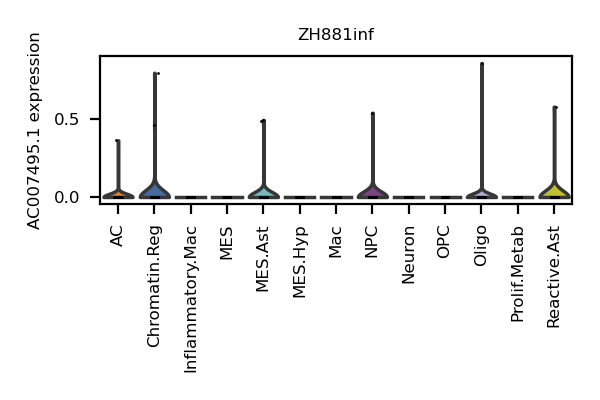 ZH881inf
AC007495.1 expression
0.5
0.0
AC
Chromatin.Reg
Inflammatory.Mac
MES
MES.Ast
MES.Hyp
Mac
NPC
Neuron
OPC
Oligo
Prolif.Metab
Reactive.Ast